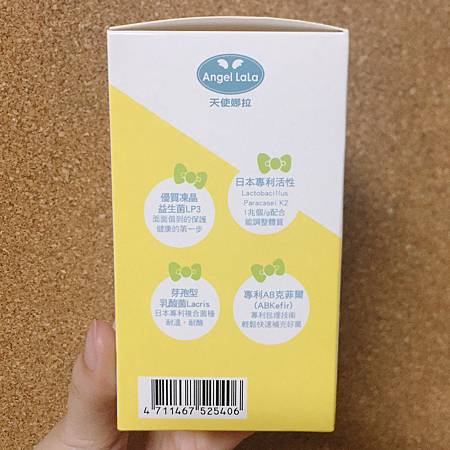 Angel LaLa
天使娜拉
優質凍晶
益生菌LP3
面面俱到的保護
健康的第一步
日本專利活性
Lactobacillus
Paracasei K2
1兆個/g配合
能調整體質
芽孢型
乳酸菌Lacris
日本專利複合菌種
耐溫、耐酸
專利AB克菲爾
(ABKefir)
專利包埋技術
輕鬆快速補充好菌
4 711467 525406